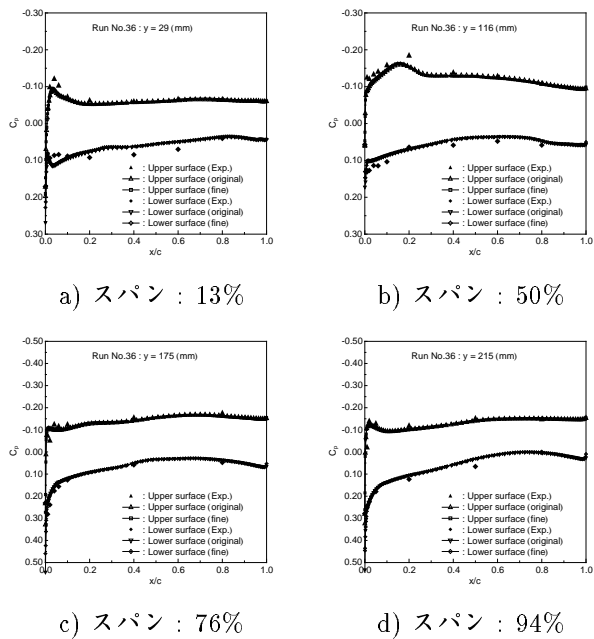 -0.30
Run No.36 : y = 29 (mm)
-0.20
-0.10
0.00
0.10
0.20
0.30
Cp
: Upper surface (Exp.)
: Upper surface (original)
: Upper surface (fine)
: Lower surface (Exp.)
: Lower surface (original)
: Lower surface (fine)
0.0 0.2 0.4 0.6 0.8 1.0
x/c
a) スパン : 13%
-0.30
Run No.36 : y = 116 (mm)
-0.20
-0.10
0.00
0.10
0.20
0.30
Cp
: Upper surface (Exp.)
: Upper surface (original)
: Upper surface (fine)
: Lower surface (Exp.)
: Lower surface (original)
: Lower surface (fine)
0.0 0.2 0.4 0.6 0.8 1.0
x/c
b) スパン : 50%
-0.50
Run No.36 : y = 175 (mm)
-0.40
-0.30
-0.20
-0.10
0.00
0.10
0.20
0.30
0.40
0.50
Cp
: Upper surface (Exp.)
: Upper surface (original)
: Upper surface (fine)
: Lower surface (Exp.)
: Lower surface (original)
: Lower surface (fine)
0.0 0.2 0.4 0.6 0.8 1.0
x/c
c) スパン : 76%
-0.50
Run No.36 : y = 215 (mm)
-0.40
-0.30
-0.20
-0.10
0.00
0.10
0.20
0.30
0.40
0.50
Cp
: Upper surface (Exp.)
: Upper surface (original)
: Upper surface (fine)
: Lower surface (Exp.)
: Lower surface (original)
: Lower surface (fine)
0.0 0.2 0.4 0.6 0.8 1.0
x/c
d) スパン : 94%